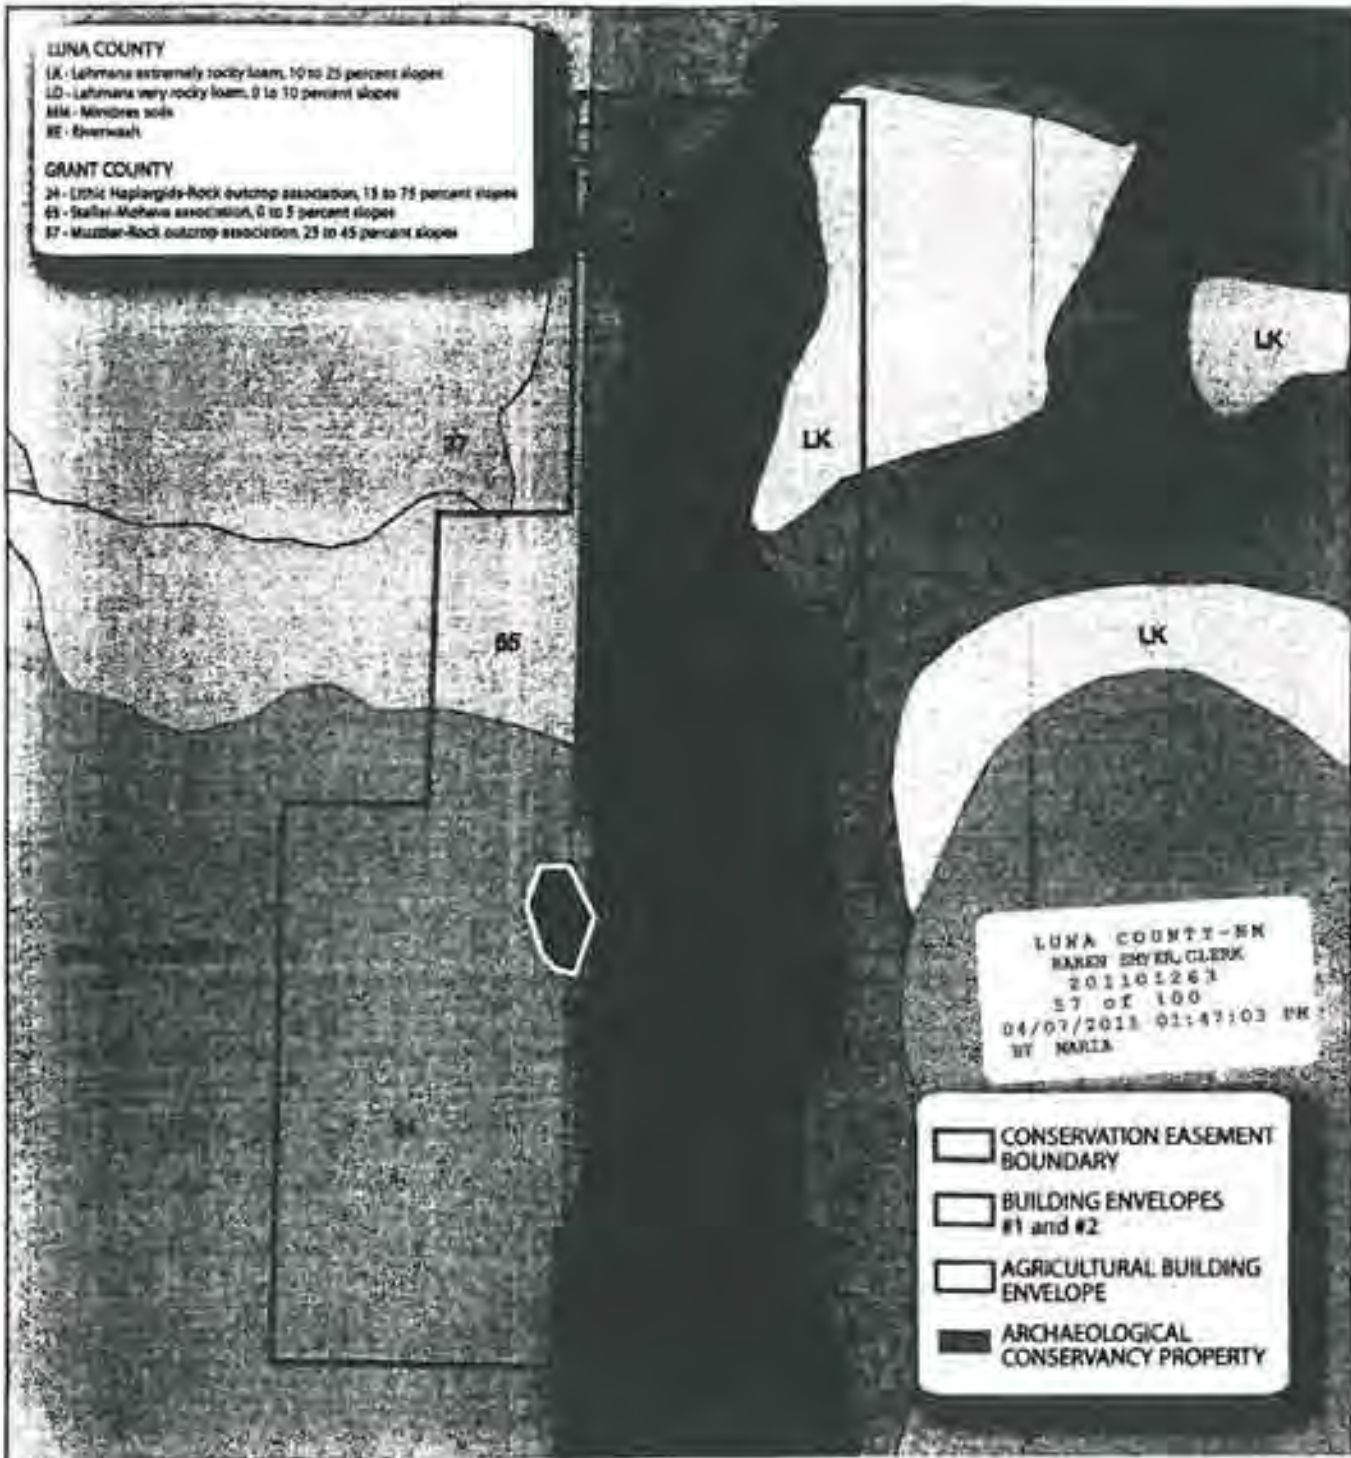 LUNA COUNTY
LK - Lehmans extremely rocky loam, 10 to 25 percent slopes
LO - Lehmans very rocky loam, 0 to 10 percent slopes
- Mimbres soils
RE - Riverwash
GRANT COUNTY
24 - Lithic Haplargids-Rock outcrop association, 15 to 75 percent slopes
65 - Stellar-Mohave association, 0 to 5 percent slopes
37 - Muzzler-Rock outcrop association, 25 to 45 percent slopes
LK
37
LK
65
LK
LUNA COUNTY-NM
KAREN SMYER, CLERK
201101263
57 of 100
04/07/2011 01:47:03 PM
BY MARIA
CONSERVATION EASEMENT
BOUNDARY
BUILDING ENVELOPES
#1 and #2
AGRICULTURAL BUILDING
ENVELOPE
ARCHAEOLOGICAL
CONSERVANCY PROPERTY